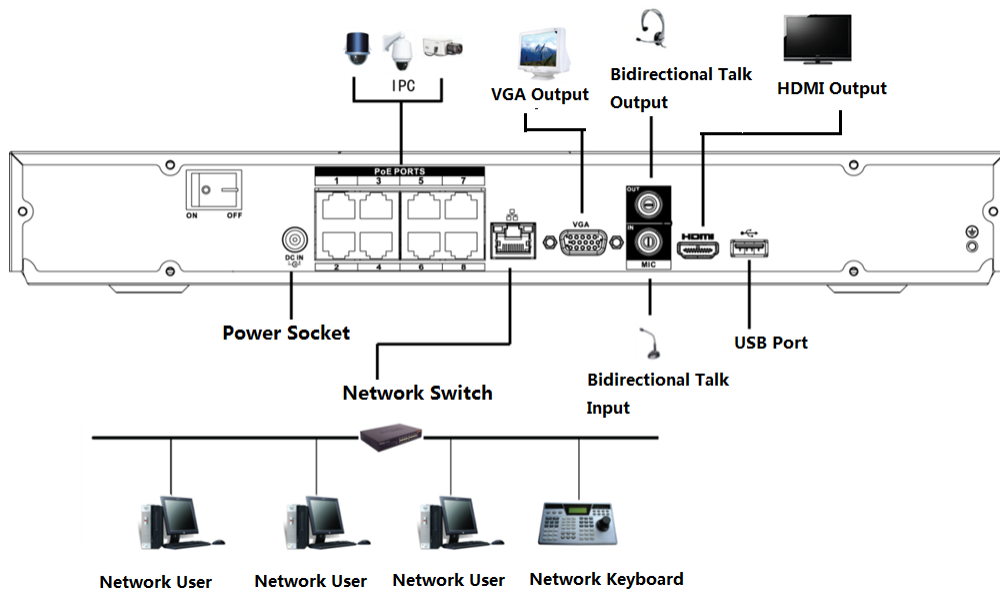 IPC
VGA Output
Bidirectional Talk
Output
HDMI Output
PoE PORTS
1 3 5 7
ON OFF
DC IN
2 4 6 8
VGA
OUT
IN
MIC
HDMI
Power Socket
Network Switch
Bidirectional Talk
Input
USB Port
Network User
Network User
Network User
Network Keyboard